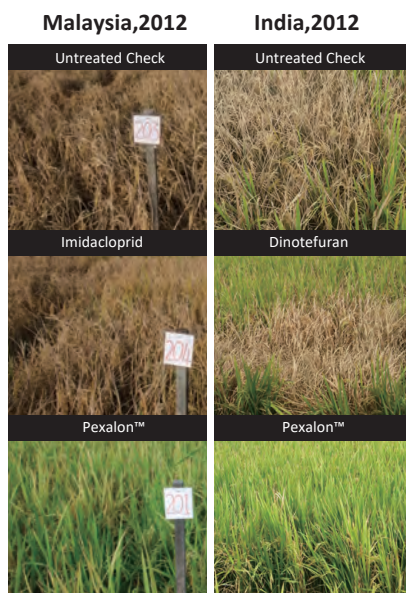 Malaysia,2012
India,2012
Untreated Check
Untreated Check
205
Imidacloprid
Dinotefuran
204
Pexalon™
Pexalon™
201